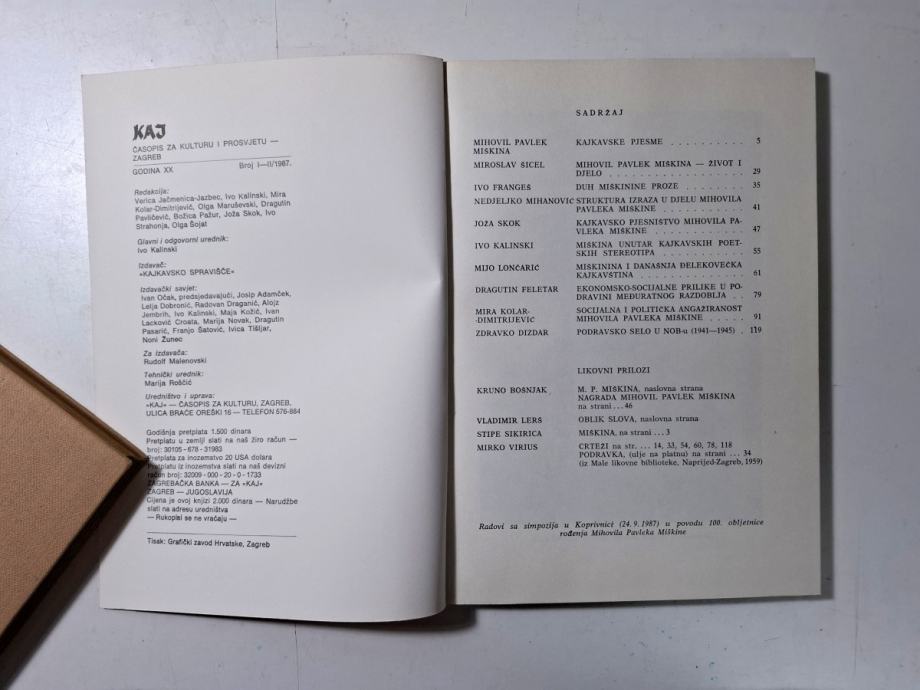 KAJ
ČASOPIS ZA KULTURU I PROSVJETU —
ZAGREB
GODINA XX Broj I—II/1987.
Redakcija:
Verica Jačmenica-Jazbec, Ivo Kalinski, Mira
Kolar-Dimitrijević, Olga Maruševski, Dragutin
Pavličević, Božica Pažur, Joža Skok, Ivo
Strahonja, Olga Šojat
Glavni i odgovorni urednik:
Ivo Kalinski
Izdavač:
»KAJKAVSKO SPRAVIŠČE«
Izdavački savjet:
Ivan Očak, predsjedavajući, Josip Adamček,
Lelja Dobronić, Radovan Draganić, Alojz
Jembrih, Ivo Kalinski, Maja Kožić, Ivan
Lacković Croata, Marija Novak, Dragutin
Pasarić, Franjo Šatović, Ivica Tišljar,
Noni Žunec
Za izdavača:
Rudolf Malenovski
Tehnički urednik:
Marija Roščić
Uredništvo i uprava:
»KAJ« — ČASOPIS ZA KULTURU, ZAGREB,
ULICA BRAĆE OREŠKI 16 — TELEFON 576-884
Godišnja pretplata 1.500 dinara
Pretplatu u zemlji slati na naš žiro račun —
broj: 30105 - 678 - 31983
Pretplata za inozemstvo 20 USA dolara
Pretplatu iz inozemstva slati na naš devizni
račun broj: 32009 - 000 - 20 - 0 - 1733
ZAGREBAČKA BANKA — ZA »KAJ«
ZAGREB — JUGOSLAVIJA
Cijena je ovoj knjizi 2.000 dinara — Narudžbe
slati na adresu uredništva
— Rukopisi se ne vraćaju —
Tisak: Grafički zavod Hrvatske, Zagreb
SADRŽAJ
MIHOVIL PAVLEK KAJKAVSKE PJESME . . . . . . . . . . 5
MIŠKINA
MIROSLAV ŠICEL MIHOVIL PAVLEK MIŠKINA — ŽIVOT I
DJELO . . . . . . . . . . . . . . . . 29
IVO FRANGEŠ DUH MIŠKININE PROZE . . . . . . . . 35
NEDJELJKO MIHANOVIĆ STRUKTURA IZRAZA U DJELU MIHOVILA
PAVLEKA MIŠKINE . . . . . . . . . . 41
JOŽA SKOK KAJKAVSKO PJESNIŠTVO MIHOVILA PA-
VLEKA MIŠKINE . . . . . . . . . . . 47
IVO KALINSKI MIŠKINA UNUTAR KAJKAVSKIH POET-
SKIH STEREOTIPA . . . . . . . . . . 55
MIJO LONČARIĆ MIŠKININA I DANAŠNJA ĐELEKOVEČKA
KAJKAVŠTINA . . . . . . . . . . . . 61
DRAGUTIN FELETAR EKONOMSKO-SOCIJALNE PRILIKE U PO-
DRAVINI MEĐURATNOG RAZDOBLJA . . 79
MIRA KOLAR- SOCIJALNA I POLITIČKA ANGAŽIRANOST
-DIMITRIJEVIĆ MIHOVILA PAVLEKA MIŠKINE . . . . . 91
ZDRAVKO DIZDAR PODRAVSKO SELO U NOB-u (1941—1945) . 119
LIKOVNI PRILOZI
KRUNO BOŠNJAK M. P. MIŠKINA, naslovna strana
NAGRADA MIHOVIL PAVLEK MIŠKINA
na strani . . . 46
VLADIMIR LERŠ OBLIK SLOVA, naslovna strana
STIPE SIKIRICA MIŠKINA, na strani . . . 3
MIRKO VIRIUS CRTEŽI na str. . . . 14, 33, 54, 60, 78, 118
PODRAVKA, (ulje na platnu) na strani . . . 34
(iz Male likovne biblioteke, Naprijed-Zagreb, 1959)
Radovi sa simpozija u Koprivnici (24. 9. 1987) u povodu 100. obljetnice
rođenja Mihovila Pavleka Miškine